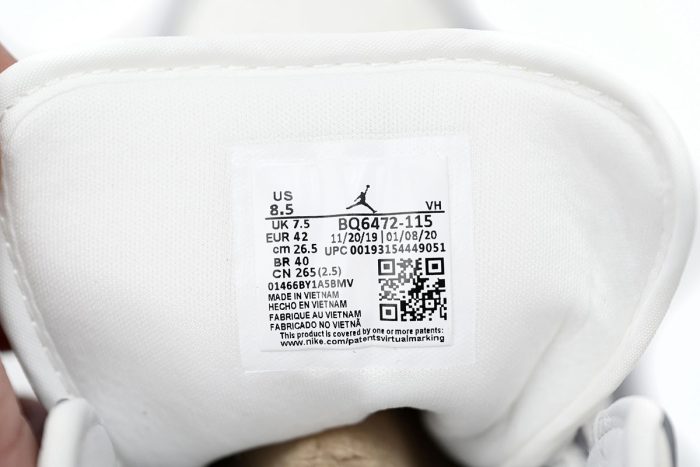 US
8.5 VH
UK 7.5 BQ6472-115
EUR 42 11/20/19 | 01/08/20
cm 26.5 UPC 00193154449051
BR 40
CN 265(2.5)
01466BY1A5BMV
MADE IN VIETNAM
HECHO EN VIETNAM
FABRIQUE AU VIETNAM
FABRICADO NO VIETNÃ
This product is covered by one or more patents:
www.nike.com/patentsvirtualmarking